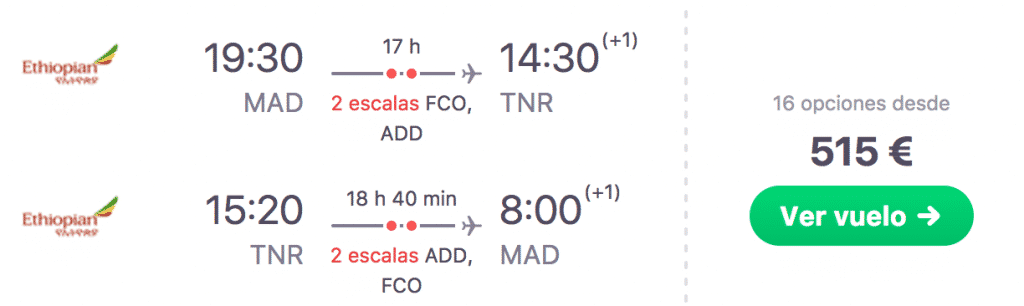 Ethiopian
19:30
17 h
14:30 (+1)
MAD
2 escalas FCO,
ADD
TNR
Ethiopian
15:20
18 h 40 min
8:00 (+1)
TNR
2 escalas ADD,
FCO
MAD
16 opciones desde
515 €
Ver vuelo →